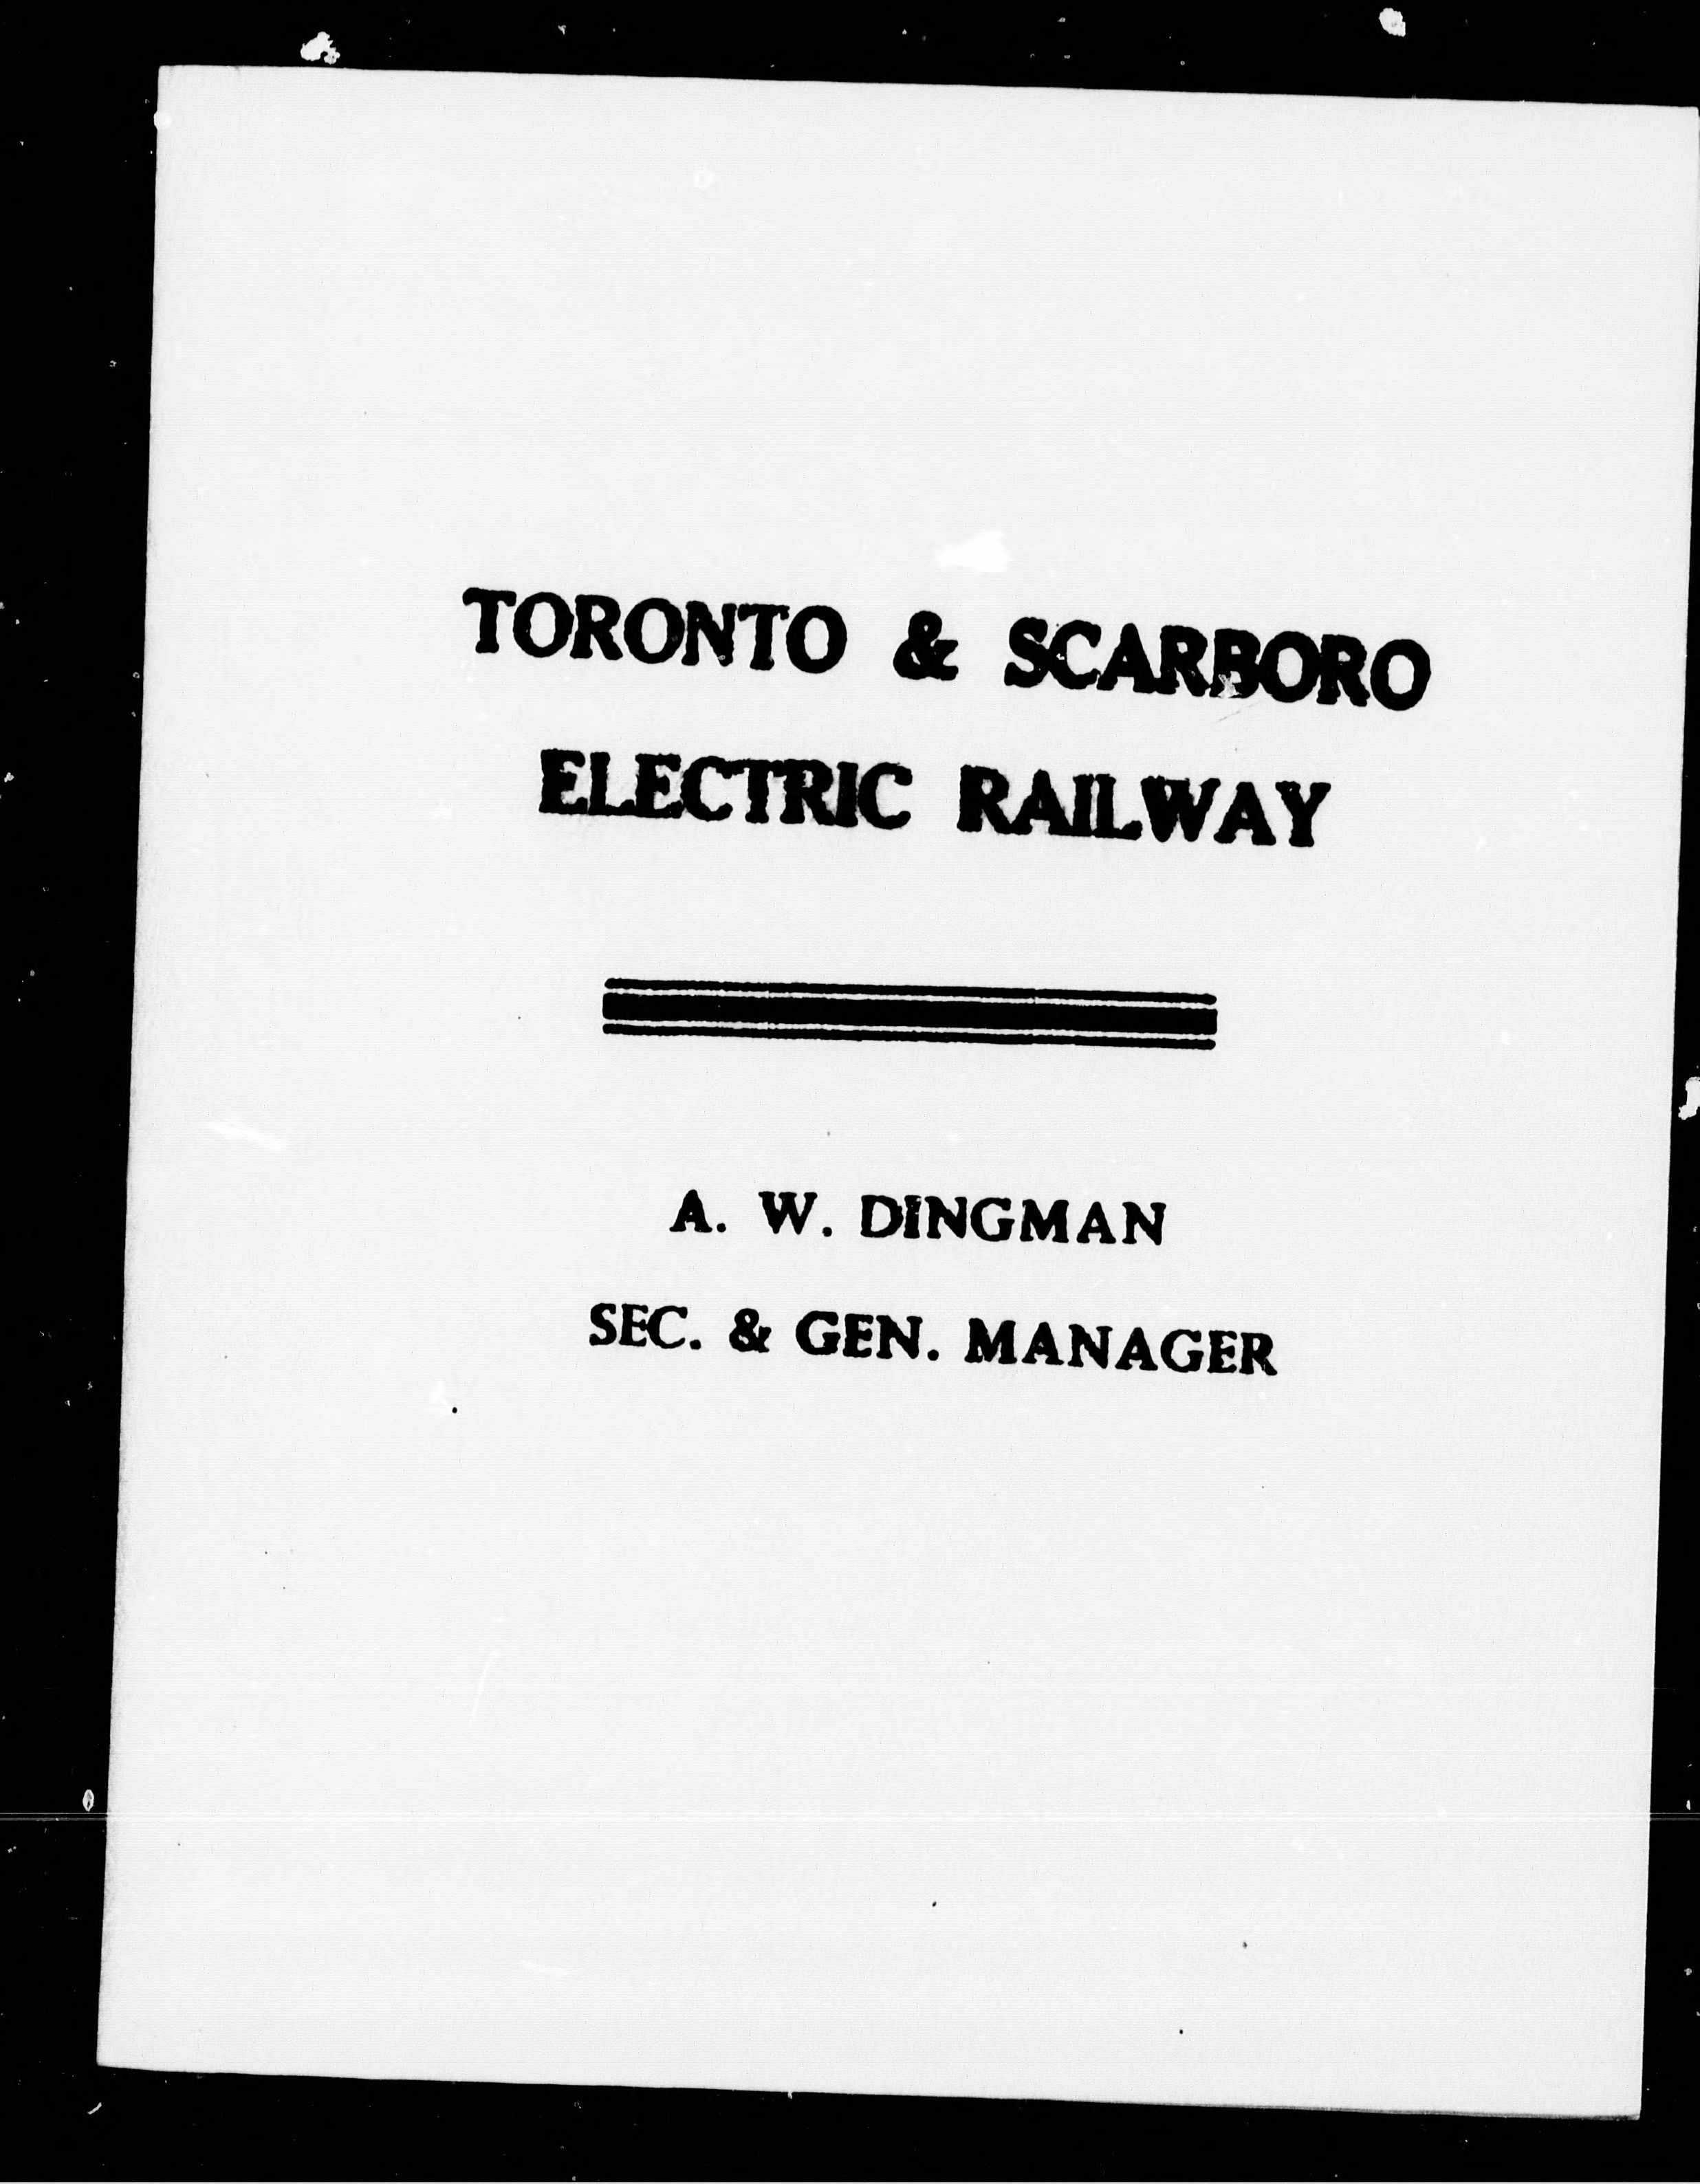 TORONTO & SCARBORO
ELECTRIC RAILWAY
A. W. DINGMAN
SEC. & GEN. MANAGER